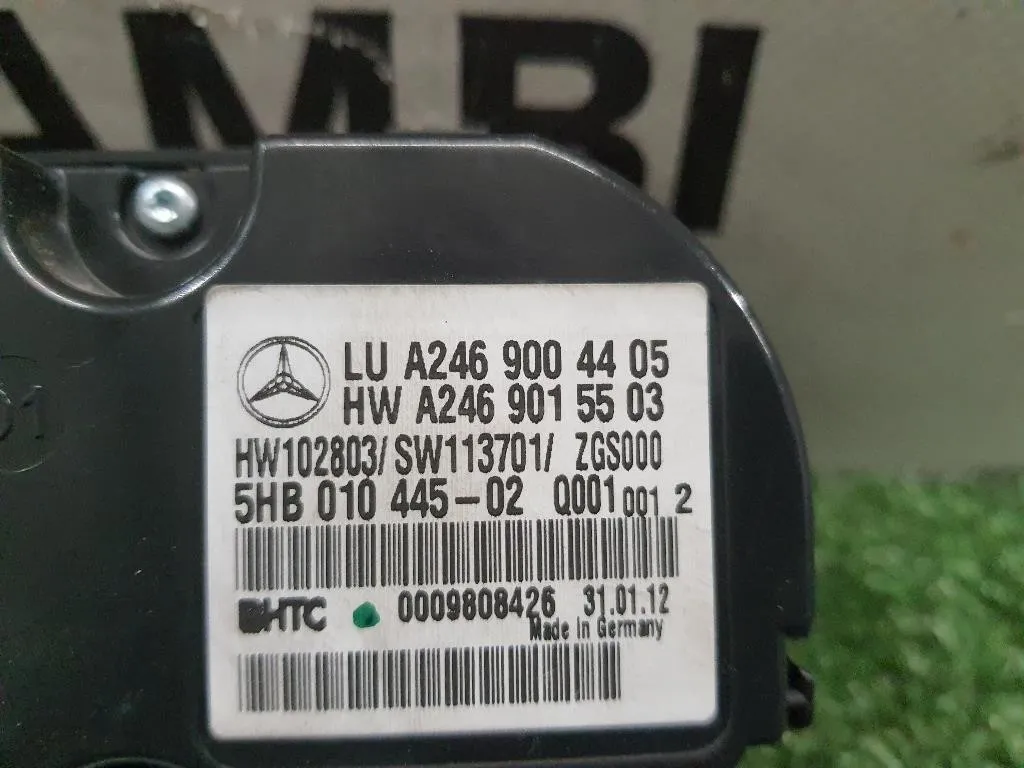 AMBI
LU A246 900 44 05
HW A246 901 55 03
HW102803/SW113701/ ZGS000
5HB 010 445-02 Q001 001 2
BHTC 0009808426 31.01.12
Made in Germany